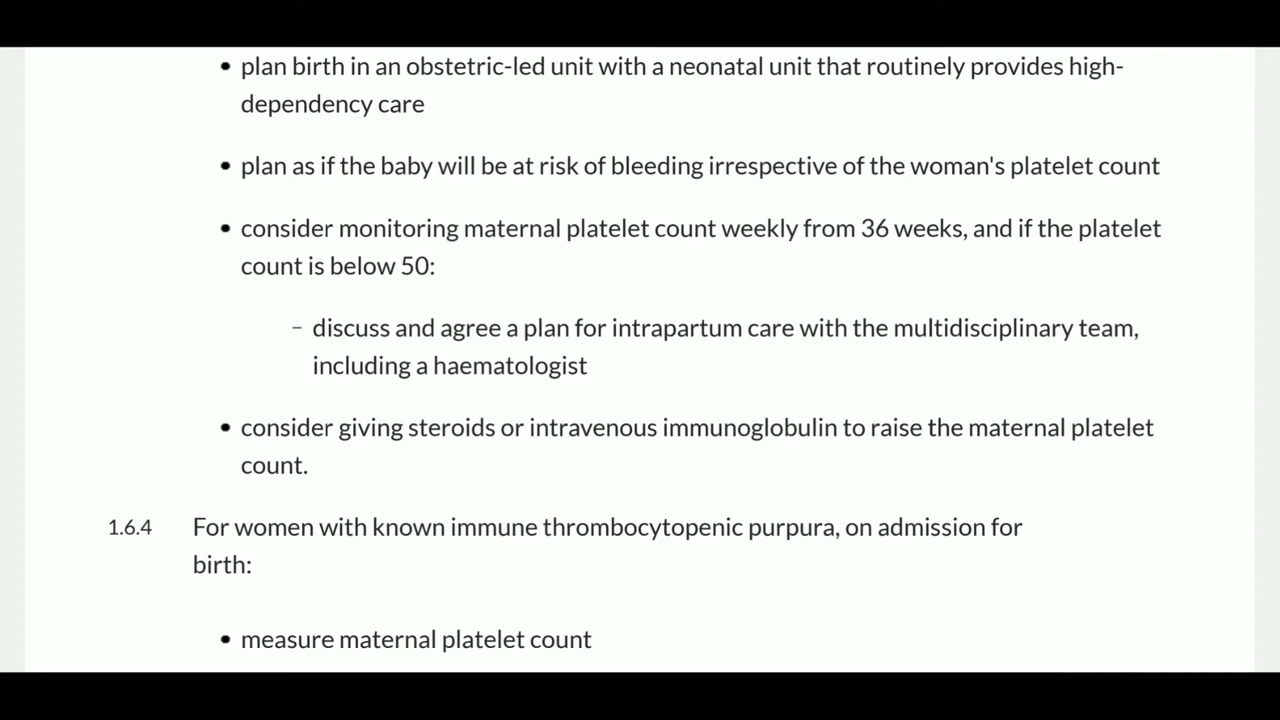 • plan birth in an obstetric-led unit with a neonatal unit that routinely provides high-
dependency care
• plan as if the baby will be at risk of bleeding irrespective of the woman's platelet count
• consider monitoring maternal platelet count weekly from 36 weeks, and if the platelet
count is below 50:
– discuss and agree a plan for intrapartum care with the multidisciplinary team,
including a haematologist
• consider giving steroids or intravenous immunoglobulin to raise the maternal platelet
count.
1.6.4 For women with known immune thrombocytopenic purpura, on admission for
birth:
• measure maternal platelet count